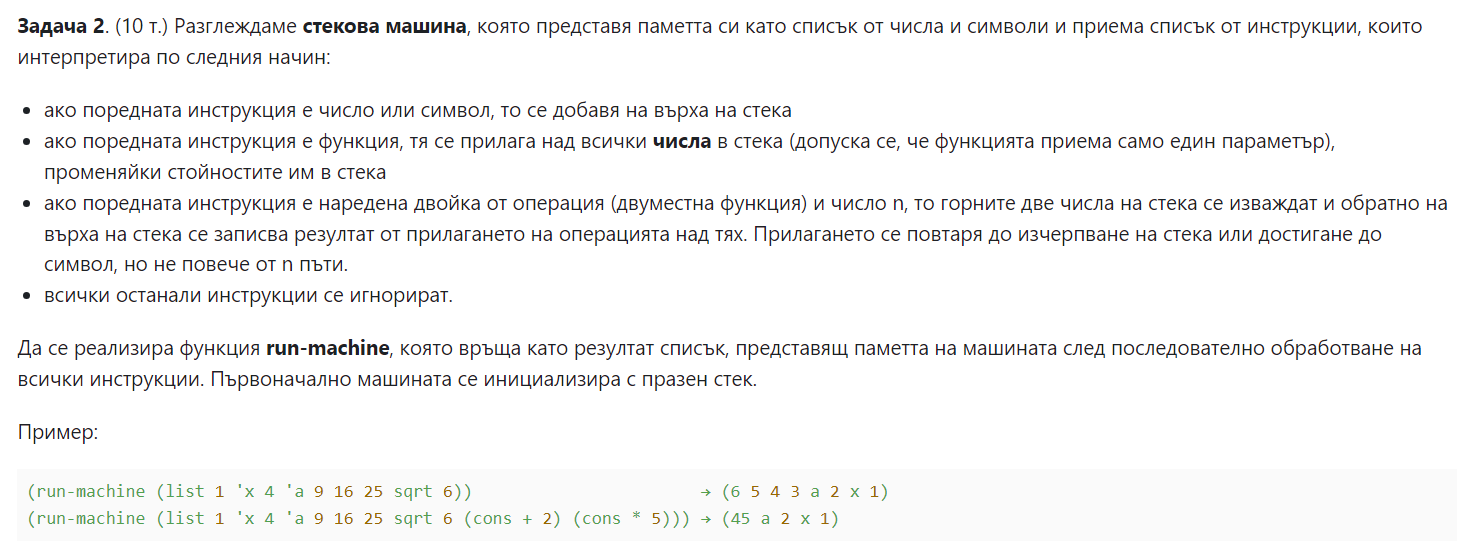 Задача 2. (10 т.) Разглеждаме стекова машина, която представя паметта си като списък от числа и символи и приема списък от инструкции, които
интерпретира по следния начин:
• ако поредната инструкция е число или символ, то се добавя на върха на стека
• ако поредната инструкция е функция, тя се прилага над всички числа в стека (допуска се, че функцията приема само един параметър),
променяйки стойностите им в стека
• ако поредната инструкция е наредена двойка от операция (двуместна функция) и число n, то горните две числа на стека се изваждат и обратно на
върха на стека се записва резултат от прилагането на операцията над тях. Прилагането се повтаря до изчерпване на стека или достигане до
символ, но не повече от n пъти.
• всички останали инструкции се игнорират.
Да се реализира функция run-machine, която връща като резултат списък, представящ паметта на машината след последователно обработване на
всички инструкции. Първоначално машината се инициализира с празен стек.
Пример:
(run-machine (list 1 'x 4 'a 9 16 25 sqrt 6)) → (6 5 4 3 a 2 x 1)
(run-machine (list 1 'x 4 'a 9 16 25 sqrt 6 (cons + 2) (cons * 5))) → (45 a 2 x 1)